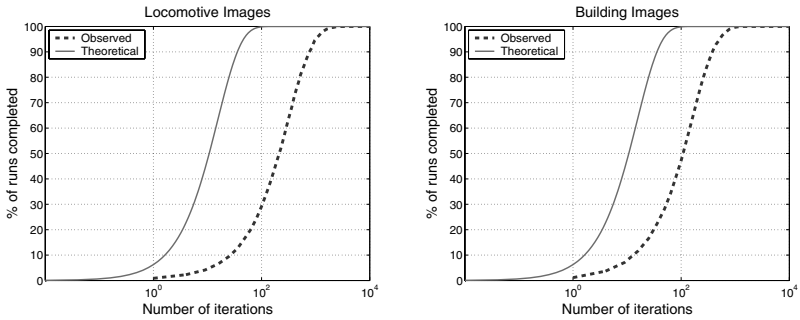 Locomotive Images
% of runs completed
100
90
80
70
60
50
40
30
20
10
0
Observed
Theoretical
10^0
10^2
10^4
Number of iterations
Building Images
% of runs completed
100
90
80
70
60
50
40
30
20
10
0
Observed
Theoretical
10^0
10^2
10^4
Number of iterations